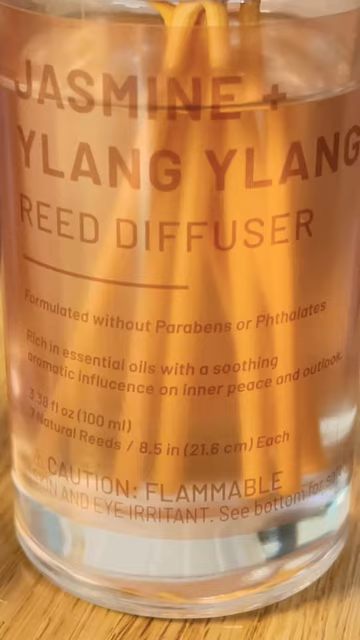 JASMINE +
YLANG YLANG
REED DIFFUSER
Formulated without Parabens or Phthalates
Rich in essential oils with a soothing
aromatic influcence on inner peace and outlook.
3.38 fl oz (100 ml)
7 Natural Reeds / 8.5 in (21.6 cm) Each
CAUTION: FLAMMABLE
AND EYE IRRITANT. See bottom for